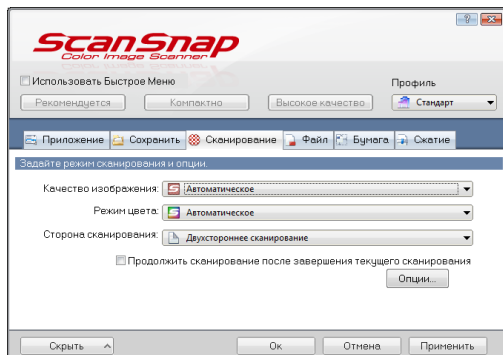 ScanSnap
Color Image Scanner
Использовать Быстрое Меню
Профиль
Рекомендуется Компактно Высокое качество Стандарт
Приложение Сохранить Сканирование Файл Бумага Сжатие
Задайте режим сканирования и опции.
Качество изображения: Автоматическое
Режим цвета: Автоматическое
Сторона сканирования: Двухстороннее сканирование
Продолжить сканирование после завершения текущего сканирования
Опции...
Скрыть Ок Отмена Применить